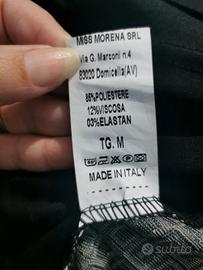 MISS MORENA SRL
Via G. Marconi n.4
83020 Domicella(AV)
85%POLIESTERE
12%VISCOSA
03%ELASTAN
TG. M
MADE IN ITALY
subito